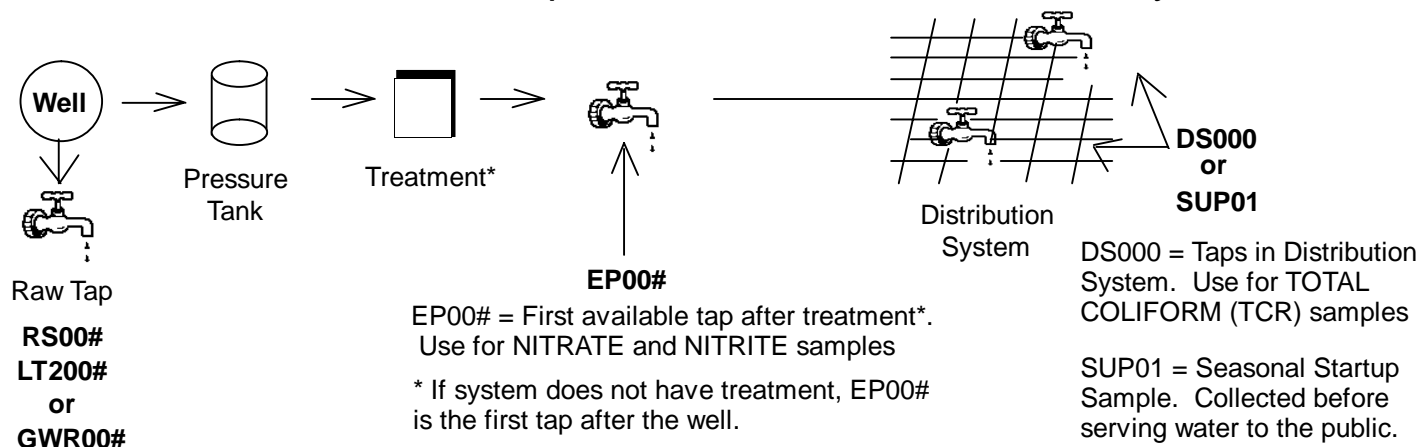 Well
Pressure
Tank
Treatment*
Raw Tap
RS00#
LT200#
or
GWR00#
EP00#
EP00# = First available tap after treatment*.
Use for NITRATE and NITRITE samples
* If system does not have treatment, EP00#
is the first tap after the well.
Distribution
System
DS000
or
SUP01
DS000 = Taps in Distribution
System. Use for TOTAL
COLIFORM (TCR) samples
SUP01 = Seasonal Startup
Sample. Collected before
serving water to the public.